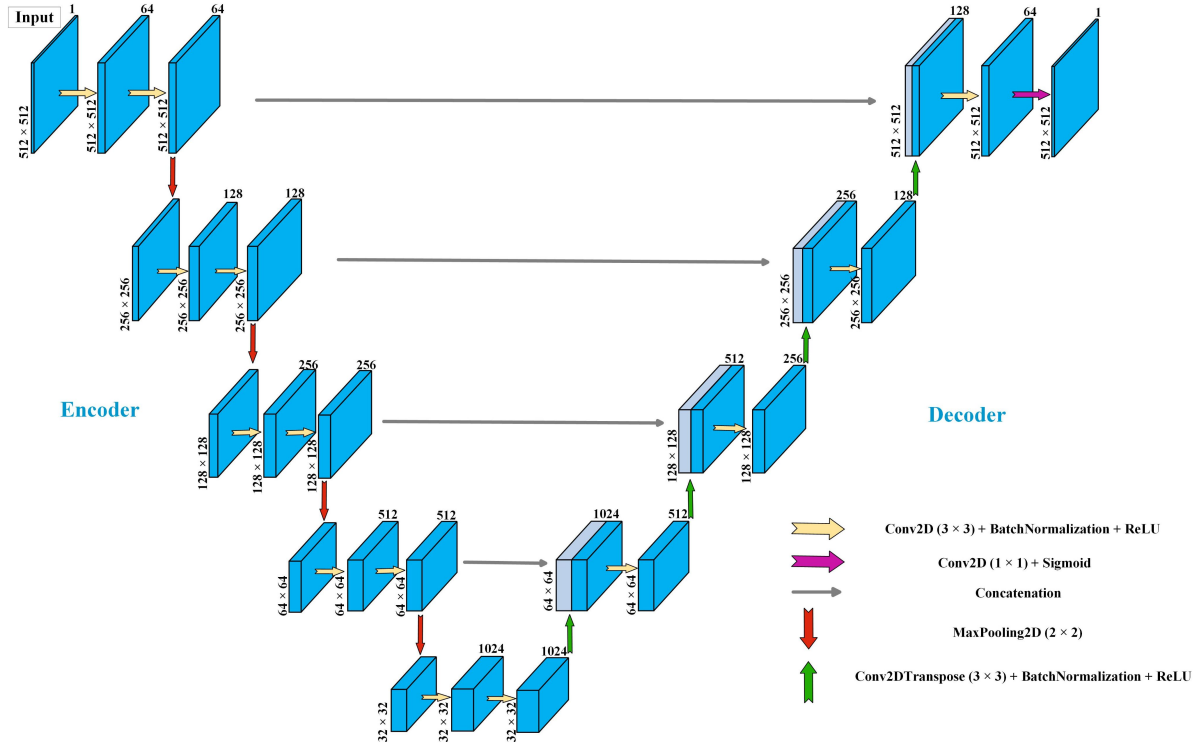 Input
1
64
64
512 × 512
512 × 512
512 × 512
128
64
1
512 × 512
512 × 512
512 × 512
128
128
256 × 256
256 × 256
256 × 256
256
128
256 × 256
256 × 256
Encoder
256
256
128 × 128
128 × 128
128 × 128
512
256
128 × 128
128 × 128
Decoder
512
512
64 × 64
64 × 64
64 × 64
1024
512
64 × 64
64 × 64
1024
1024
32 × 32
32 × 32
32 × 32
Conv2D (3 × 3) + BatchNormalization + ReLU
Conv2D (1 × 1) + Sigmoid
Concatenation
MaxPooling2D (2 × 2)
Conv2DTranspose (3 × 3) + BatchNormalization + ReLU